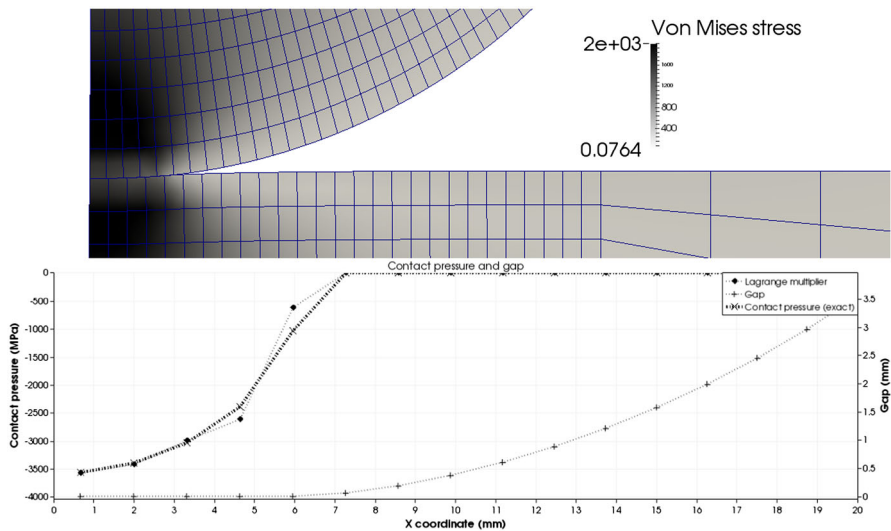 Von Mises stress
2e+03
1600
1200
800
400
0.0764
Contact pressure and gap
Lagrange multiplier
Gap
Contact pressure (exact)
0
-500
-1000
-1500
-2000
-2500
-3000
-3500
-4000
Contact pressure (MPa)
3.5
3
2.5
2
1.5
1
0.5
0
Gap (mm)
0 1 2 3 4 5 6 7 8 9 10 11 12 13 14 15 16 17 18 19 20
X coordinate (mm)